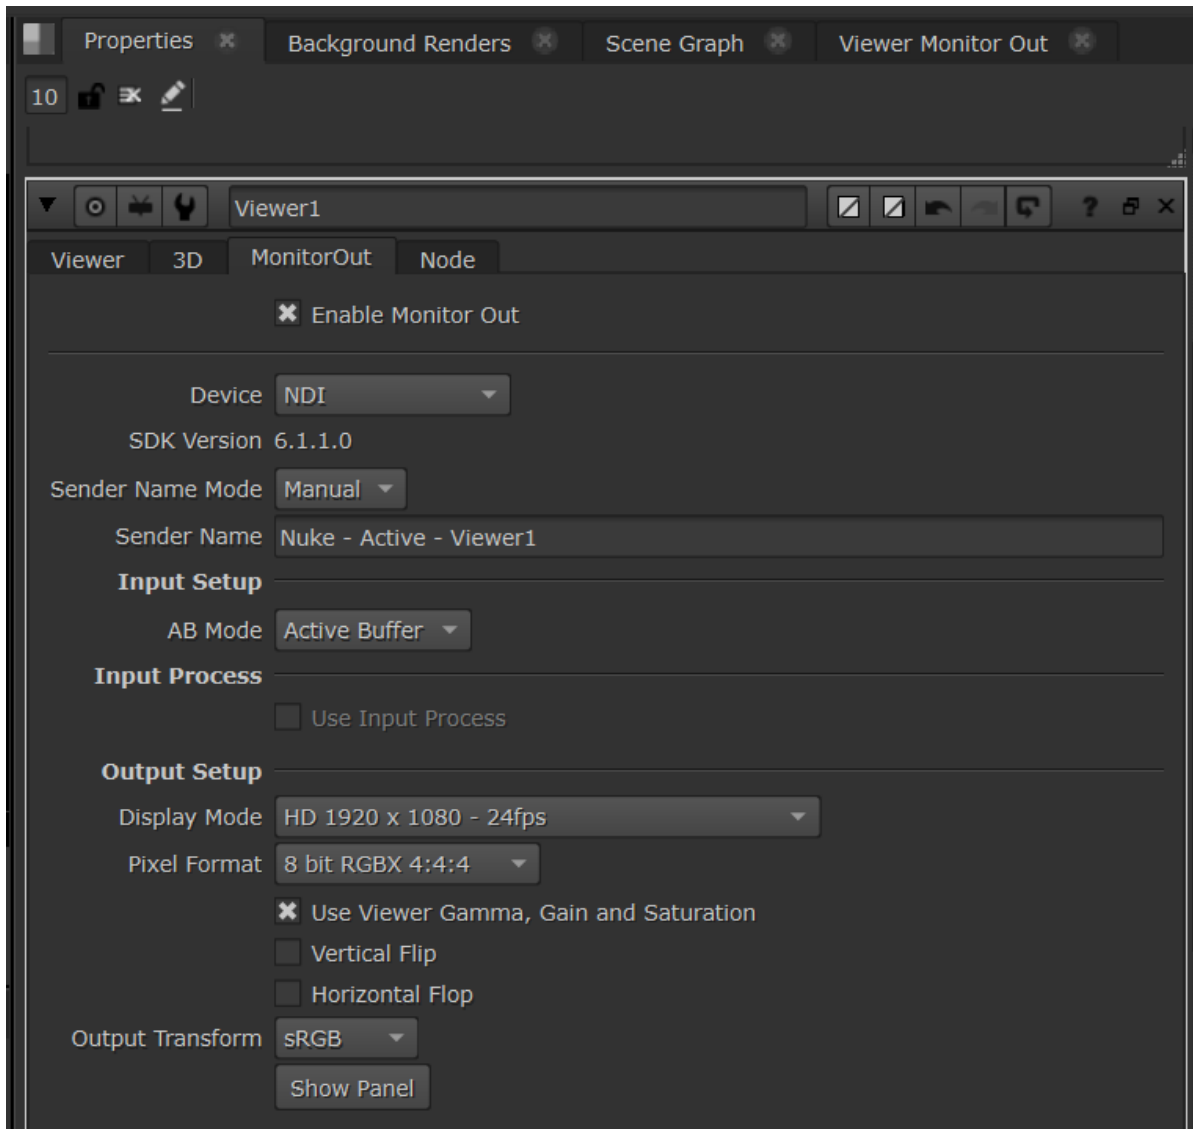 Properties Background Renders Scene Graph Viewer Monitor Out
10
Viewer1 ?
Viewer 3D MonitorOut Node
Enable Monitor Out
Device NDI
SDK Version 6.1.1.0
Sender Name Mode Manual
Sender Name Nuke - Active - Viewer1
Input Setup
AB Mode Active Buffer
Input Process
Use Input Process
Output Setup
Display Mode HD 1920 x 1080 - 24fps
Pixel Format 8 bit RGBX 4:4:4
Use Viewer Gamma, Gain and Saturation
Vertical Flip
Horizontal Flop
Output Transform sRGB
Show Panel